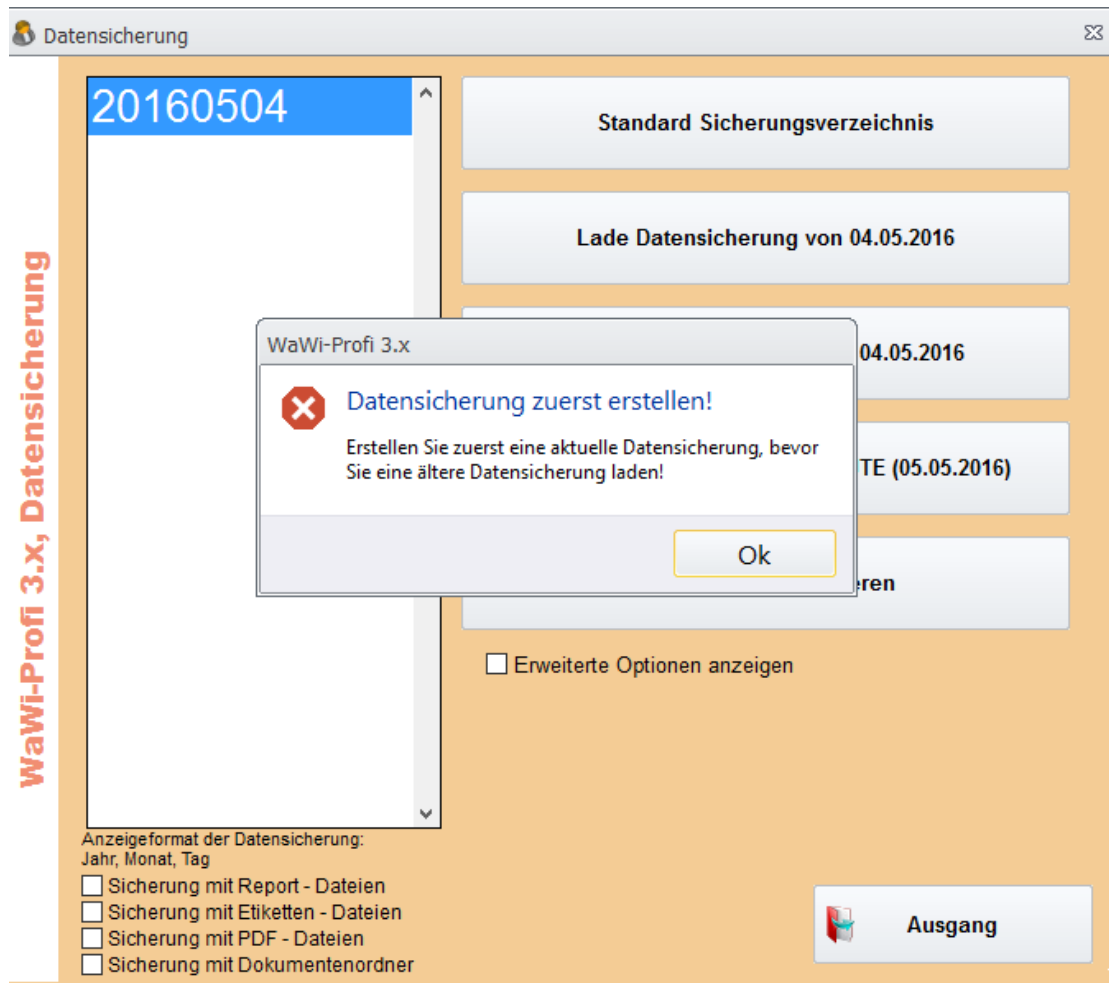 Datensicherung
WaWi-Profi 3.x, Datensicherung
20160504
Standard Sicherungsverzeichnis
Lade Datensicherung von 04.05.2016
04.05.2016
TE (05.05.2016)
eren
WaWi-Profi 3.x
Datensicherung zuerst erstellen!
Erstellen Sie zuerst eine aktuelle Datensicherung, bevor
Sie eine ältere Datensicherung laden!
Ok
Erweiterte Optionen anzeigen
Anzeigeformat der Datensicherung:
Jahr, Monat, Tag
Sicherung mit Report - Dateien
Sicherung mit Etiketten - Dateien
Sicherung mit PDF - Dateien
Sicherung mit Dokumentenordner
Ausgang